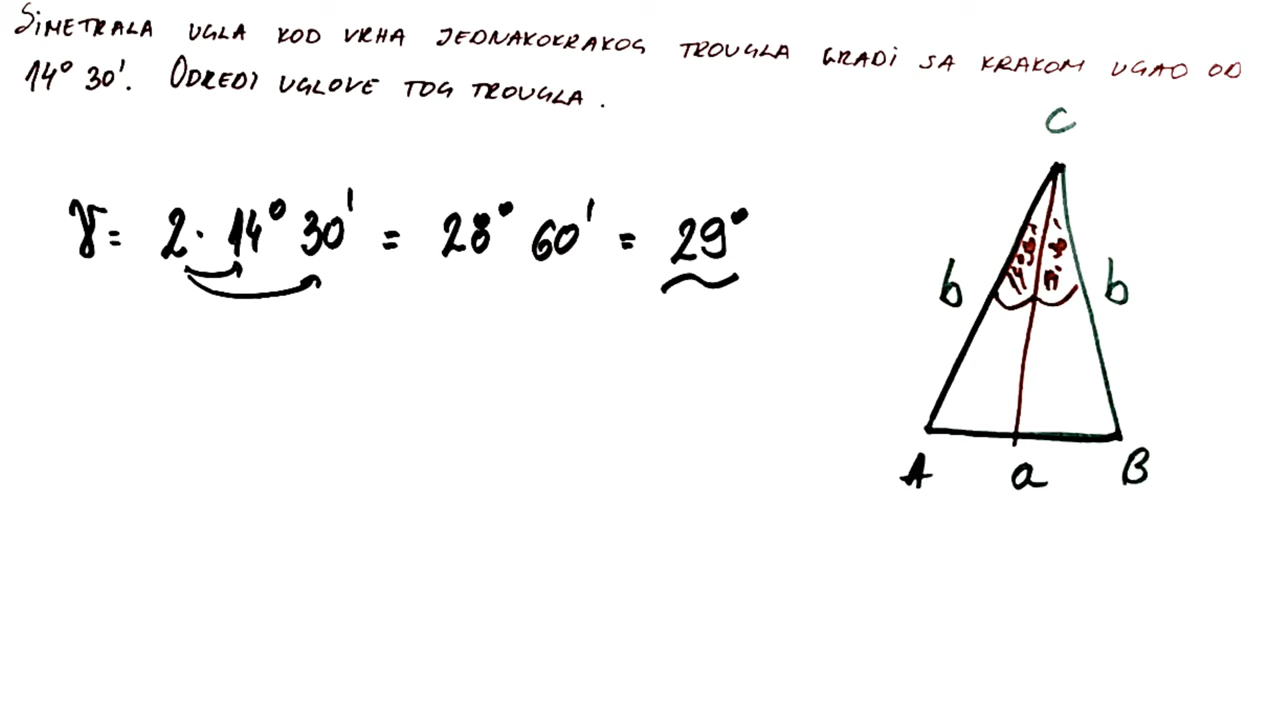 SIMETRALA UGLA KOD VRHA JEDNAKOKRAKOG TROUGLA GRADI SA KRAKOM UGAO OD
14° 30'. ODREDI UGLOVE TOG TROUGLA.
C
γ = 2 · 14° 30' = 28° 60' = 29°
b b
A a B